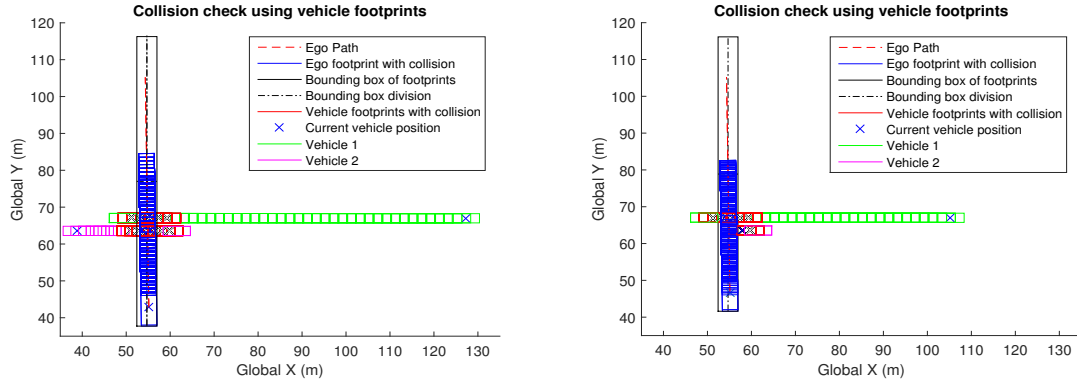 Collision check using vehicle footprints
120
110
100
90
80
70
60
50
40
Global Y (m)
40 50 60 70 80 90 100 110 120 130
Global X (m)
Ego Path
Ego footprint with collision
Bounding box of footprints
Bounding box division
Vehicle footprints with collision
Current vehicle position
Vehicle 1
Vehicle 2
Collision check using vehicle footprints
120
110
100
90
80
70
60
50
40
Global Y (m)
40 50 60 70 80 90 100 110 120 130
Global X (m)
Ego Path
Ego footprint with collision
Bounding box of footprints
Bounding box division
Vehicle footprints with collision
Current vehicle position
Vehicle 1
Vehicle 2